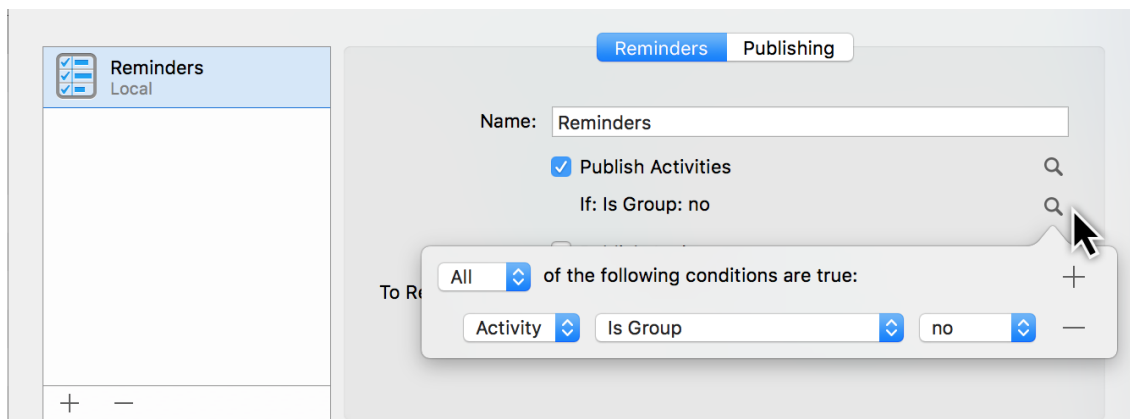 Reminders
Local
Reminders Publishing
Name: Reminders
Publish Activities
If: Is Group: no
All of the following conditions are true:
To Re
Activity Is Group no